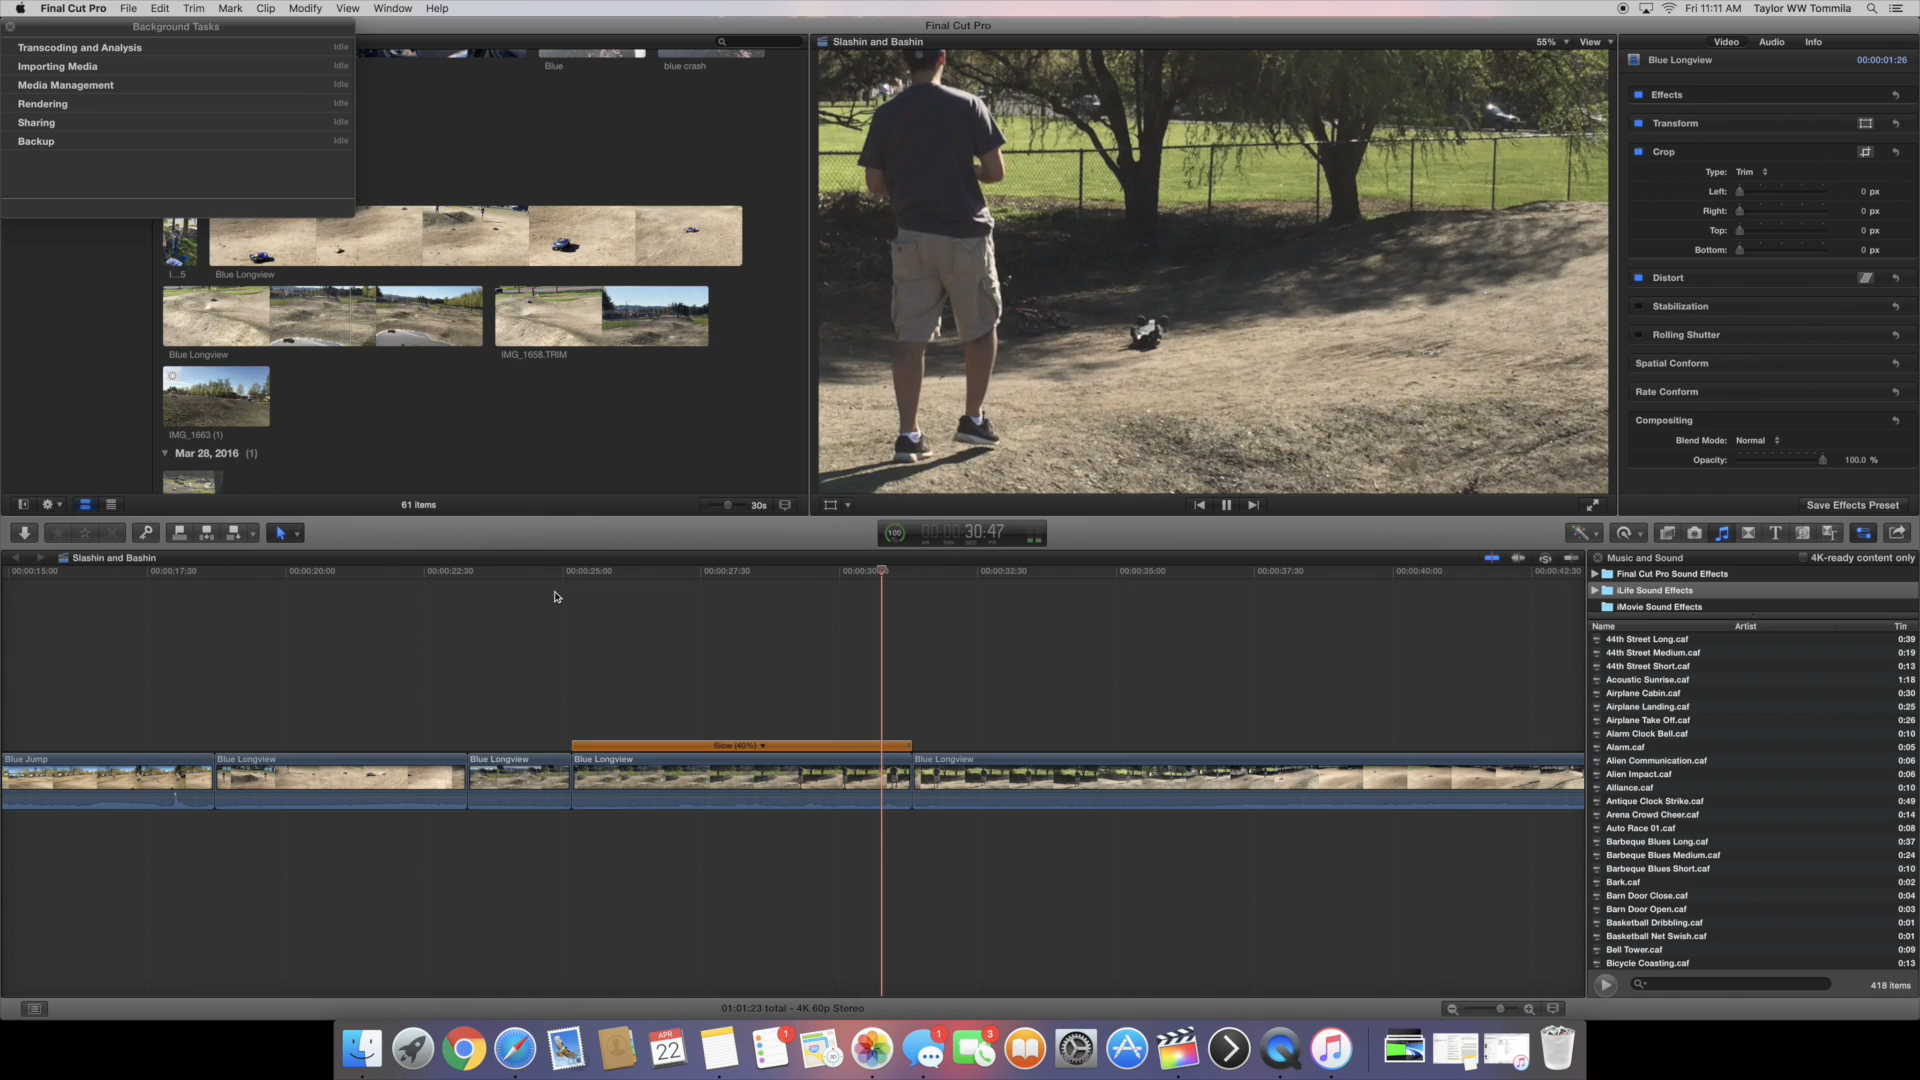 Final Cut Pro File Edit Trim Mark Clip Modify View Window Help
Fri 11:11 AM Taylor WW Tommila
Background Tasks
Transcoding and Analysis Idle
Importing Media Idle
Media Management Idle
Rendering Idle
Sharing Idle
Backup Idle
Blue
blue crash
I...5
Blue Longview
Blue Longview
IMG_1658.TRIM
IMG_1663 (1)
Mar 28, 2016 (1)
61 items
30s
Final Cut Pro
Slashin and Bashin
55% View
Video Audio Info
Blue Longview 00:00:01:26
Effects
Transform
Crop
Type: Trim
Left: 0 px
Right: 0 px
Top: 0 px
Bottom: 0 px
Distort
Stabilization
Rolling Shutter
Spatial Conform
Rate Conform
Compositing
Blend Mode: Normal
Opacity: 100.0 %
Save Effects Preset
100 00:00:30:47
HR MIN SEC FR
Slashin and Bashin
00:00:15:00 00:00:17:30 00:00:20:00 00:00:22:30 00:00:25:00 00:00:27:30 00:00:30 00:00:32:30 00:00:35:00 00:00:37:30 00:00:40:00 00:00:42:30
Slow (40%)
Blue Jump
Blue Longview
Blue Longview
Blue Longview
Blue Longview
01:01:23 total - 4K 60p Stereo
Music and Sound 4K-ready content only
Final Cut Pro Sound Effects
iLife Sound Effects
iMovie Sound Effects
Name Artist Tin
44th Street Long.caf 0:39
44th Street Medium.caf 0:19
44th Street Short.caf 0:13
Acoustic Sunrise.caf 1:18
Airplane Cabin.caf 0:30
Airplane Landing.caf 0:25
Airplane Take Off.caf 0:26
Alarm Clock Bell.caf 0:10
Alarm.caf 0:05
Alien Communication.caf 0:06
Alien Impact.caf 0:06
Alliance.caf 0:10
Antique Clock Strike.caf 0:49
Arena Crowd Cheer.caf 0:14
Auto Race 01.caf 0:08
Barbeque Blues Long.caf 0:37
Barbeque Blues Medium.caf 0:24
Barbeque Blues Short.caf 0:10
Bark.caf 0:02
Barn Door Close.caf 0:04
Barn Door Open.caf 0:03
Basketball Dribbling.caf 0:01
Basketball Net Swish.caf 0:01
Bell Tower.caf 0:09
Bicycle Coasting.caf 0:13
418 items
APR
22
1
1
3